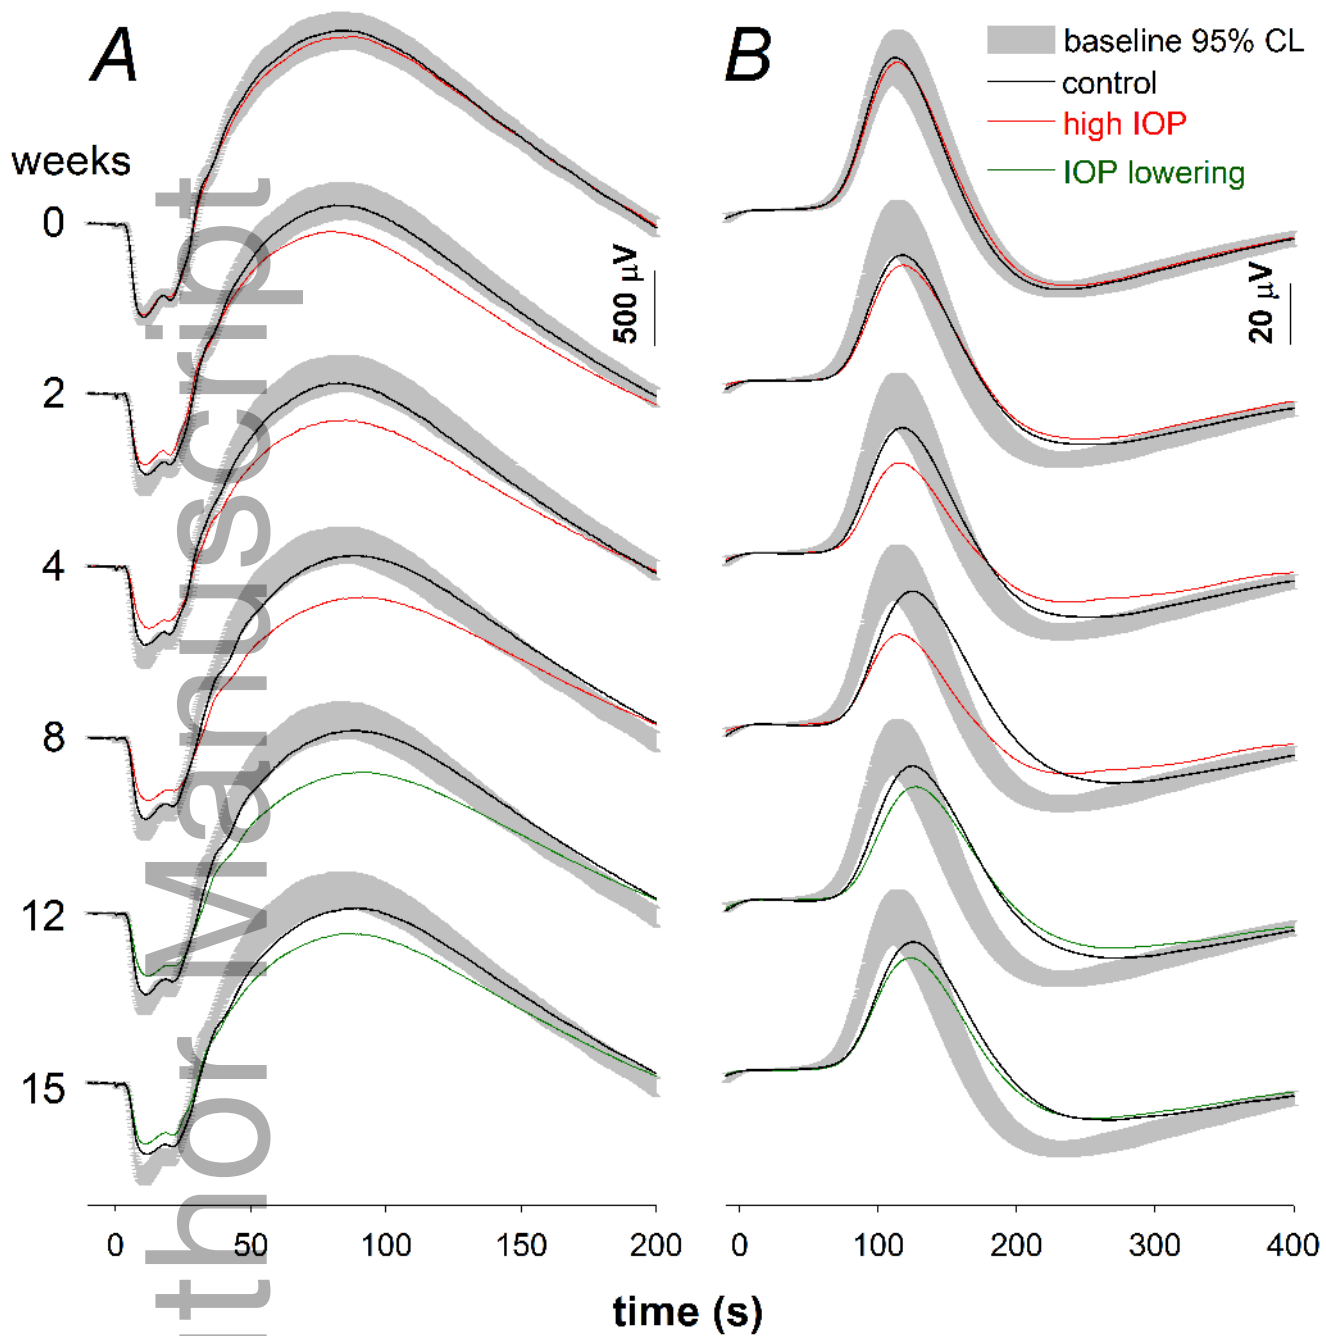 A
B
baseline 95% CL
control
high IOP
IOP lowering
weeks
0
2
4
8
12
15
500 µV
20 µV
0 50 100 150 200
0 100 200 300 400
time (s)
uthor Manuscript